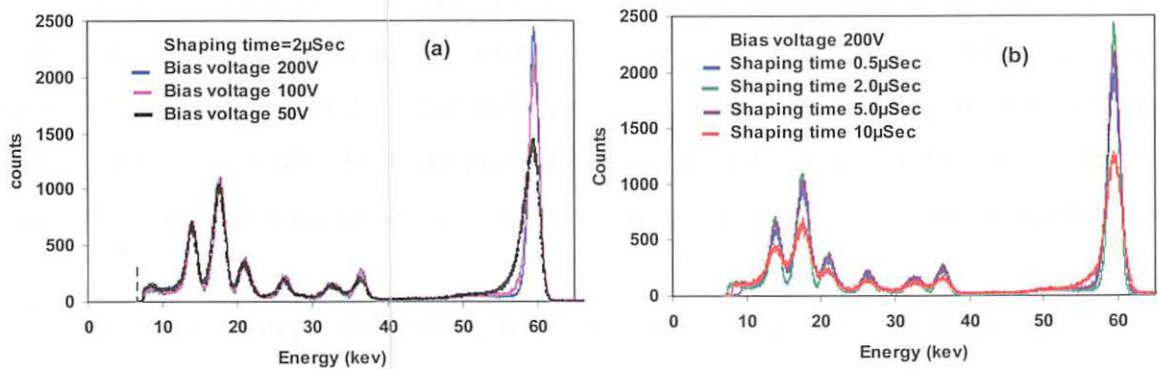 2500
2000
1500
1000
500
0
counts
Shaping time=2µSec
Bias voltage 200V
Bias voltage 100V
Bias voltage 50V
(a)
0 10 20 30 40 50 60
Energy (kev)
2500
2000
1500
1000
500
0
Counts
Bias voltage 200V
Shaping time 0.5µSec
Shaping time 2.0µSec
Shaping time 5.0µSec
Shaping time 10µSec
(b)
0 10 20 30 40 50 60
Energy (kev)